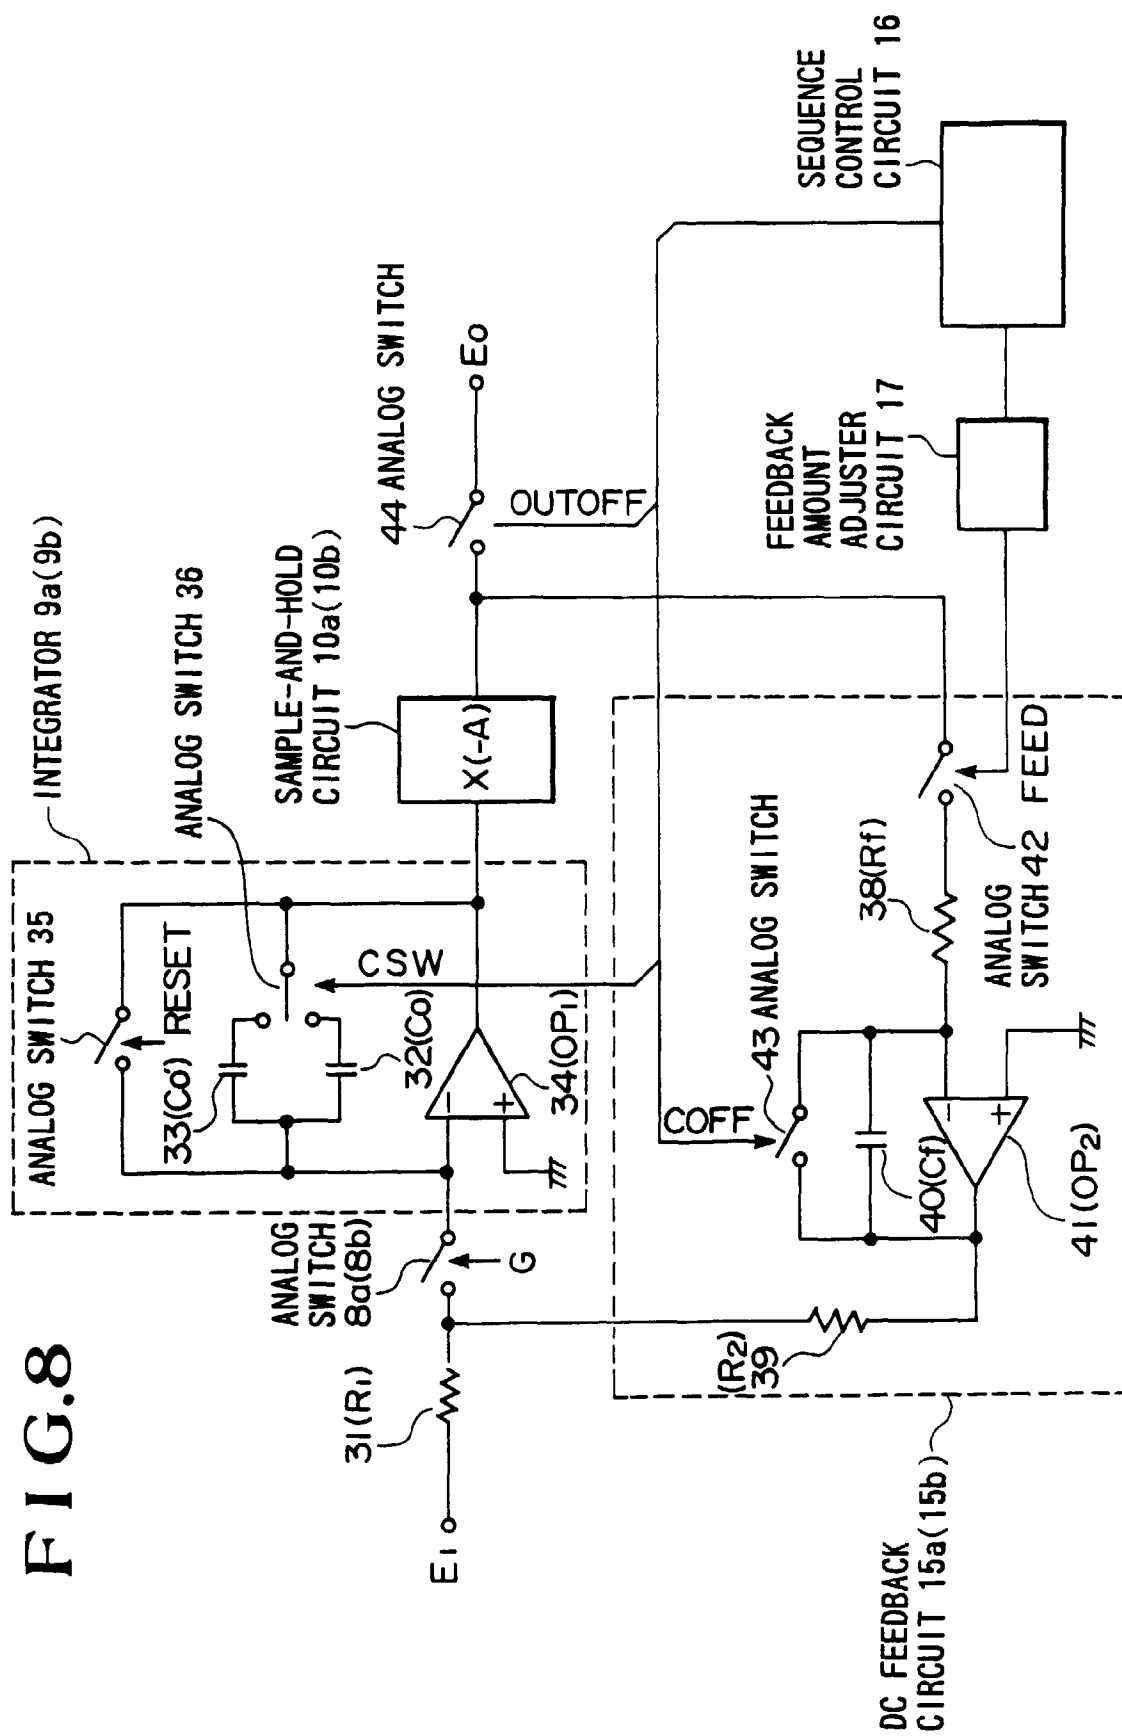 FIG.8
INTEGRATOR 9a(9b)
ANALOG SWITCH 35
RESET
ANALOG SWITCH 36
33(Co')
CSW
32(Co)
34(OP1)
-
+
ANALOG
SWITCH
8a(8b)
G
SAMPLE-AND-HOLD
CIRCUIT 10a(10b)
X(-A)
44 ANALOG SWITCH
Eo
OUTOFF
Ei
31(R1)
SEQUENCE
CONTROL
CIRCUIT 16
FEEDBACK
AMOUNT
ADJUSTER
CIRCUIT 17
COFF
43 ANALOG SWITCH
38(Rf)
ANALOG
SWITCH 42
FEED
40(Cf)
-
+
41(OP2)
(R2)
39
DC FEEDBACK
CIRCUIT 15a(15b)